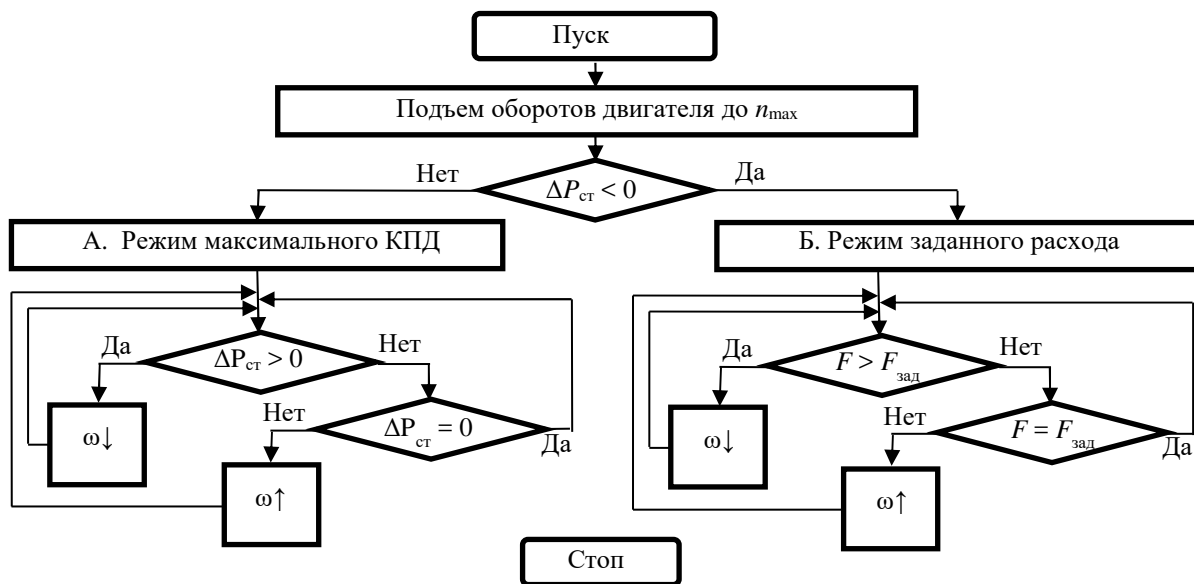 Пуск
Подъем оборотов двигателя до nmax
Нет
ΔPст < 0
Да
А. Режим максимального КПД
Б. Режим заданного расхода
Да
ΔPст > 0
Нет
Да
F > Fзад
Нет
ω↓
Нет
ΔPст = 0
Да
ω↓
Нет
F = Fзад
Да
ω↑
ω↑
Стоп